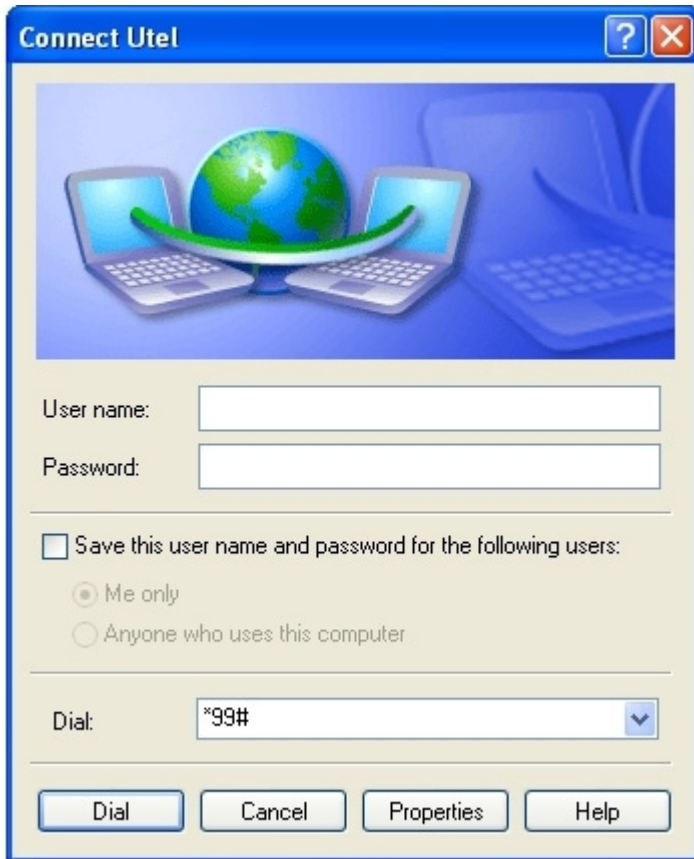 Connect Utel
User name:
Password:
Save this user name and password for the following users:
Me only
Anyone who uses this computer
Dial: *99#
Dial Cancel Properties Help